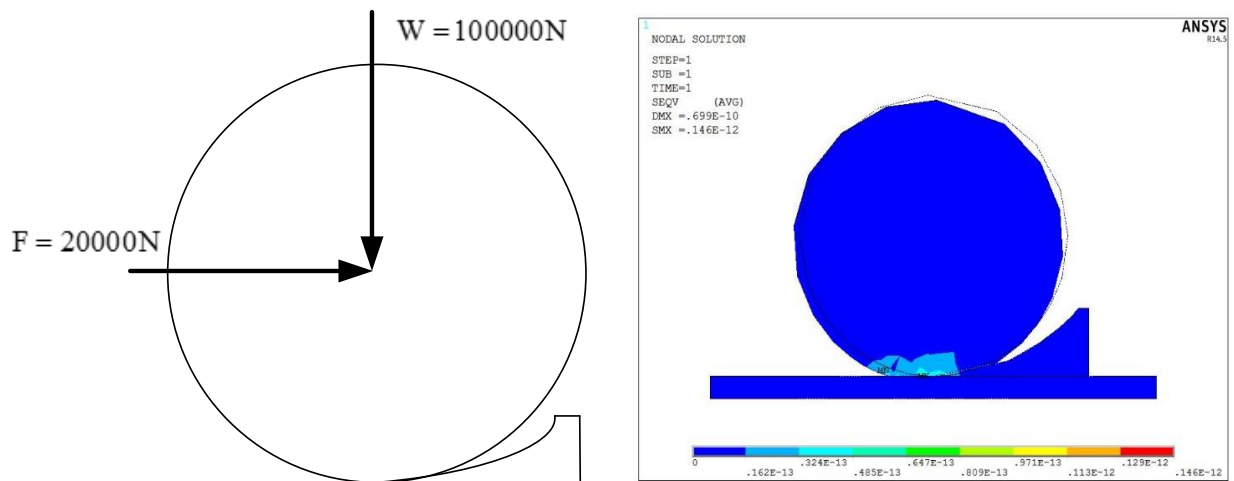 W = 100000N
F = 20000N
1
NODAL SOLUTION
ANSYS
R14.5
STEP=1
SUB =1
TIME=1
SEQV (AVG)
DMX =.699E-10
SMX =.146E-12
0 .324E-13 .647E-13 .971E-13 .129E-12
.162E-13 .485E-13 .809E-13 .113E-12 .146E-12